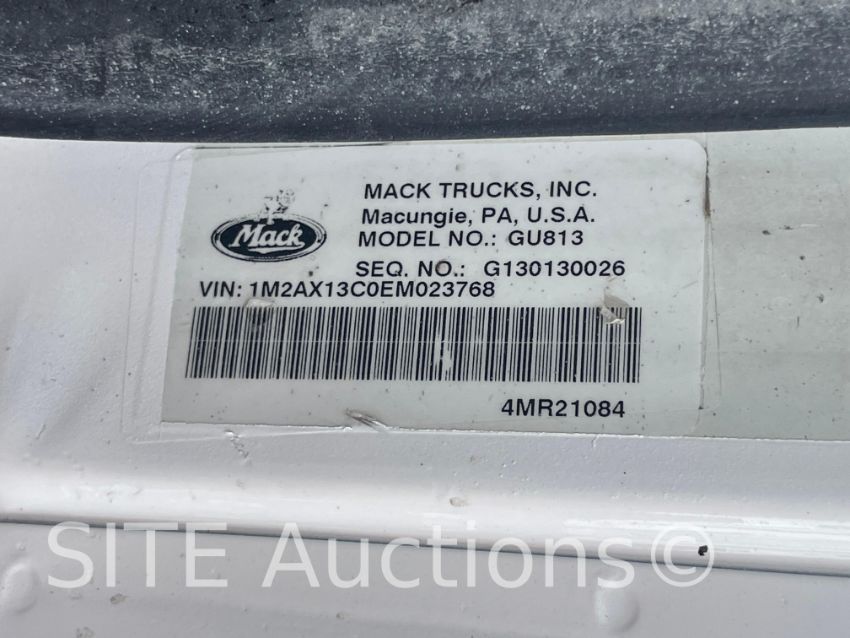 Mack
MACK TRUCKS, INC.
Macungie, PA, U.S.A.
MODEL NO.: GU813
SEQ. NO.: G130130026
VIN: 1M2AX13C0EM023768
4MR21084
SITE Auctions©